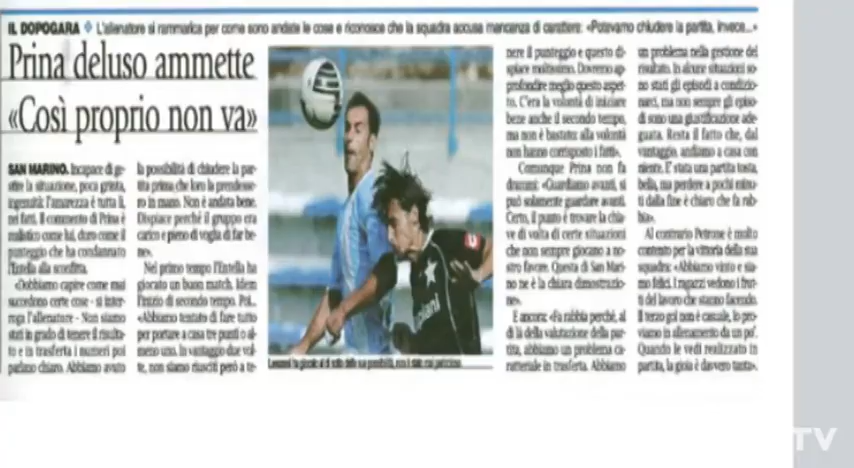 IL DOPOGARA ◆ L'allenatore si rammarica per come sono andate le cose e riconosce che la squadra accusa mancanza di carattere: «Potevamo chiudere la partita, invece...»
Prina deluso ammette
«Così proprio non va»
SAN MARINO. Incapace di ge-
stire la situazione, poca grinta,
ingenuità: l'amarezza è tutta lì,
nei fatti. Il commento di Prina è
realistico come lui, duro come il
punteggio che ha condannato
l'Entella alla sconfitta.
«Dobbiamo capire come mai
succedono certe cose - si inter-
roga l'allenatore - Non siamo
stati in grado di tenere il risulta-
to e in trasferta i numeri poi
parlano chiaro. Abbiamo avuto
la possibilità di chiudere la par-
tita prima che loro la prendesse-
ro in mano. Non è andata bene.
Dispiace perché il gruppo era
carico e pieno di voglia di far be-
ne».
Nel primo tempo l'Entella ha
giocato un buon match. Idem
l'inizio di secondo tempo. Poi...
«Abbiamo tentato di fare tutto
per portare a casa tre punti o al-
meno uno. In vantaggio due vol-
te, non siamo riusciti però a te-
nere il punteggio e questo di-
spiace moltissimo. Dovremo ap-
profondire meglio questo aspet-
to. C'era la volontà di iniziare
bene anche il secondo tempo,
ma non è bastato: alla volontà
non hanno corrisposto i fatti».
Comunque Prina non fa
drammi: «Guardiamo avanti, si
può solamente guardare avanti.
Certo, il punto è trovare la chia-
ve di volta di certe situazioni
che non sempre giocano a no-
stro favore. Questa di San Mari-
no ne è la chiara dimostrazio-
ne».
E ancora: «Fa rabbia perché, al
di là della valutazione della par-
tita, abbiamo un problema ca-
ratteriale in trasferta. Abbiamo
un problema nella gestione del
risultato. In alcune situazioni so-
no stati gli episodi a condizio-
narci, ma non sempre gli episo-
di sono una giustificazione ade-
guata. Resta il fatto che, dal
vantaggio, andiamo a casa con
niente. E' stata una partita tosta,
bella, ma perdere a pochi minu-
ti dalla fine è chiaro che fa rab-
bia».
Al contrario Petrone è molto
contento per la vittoria della sua
squadra: «Abbiamo vinto e sia-
mo felici. I ragazzi vedono i frut-
ti del lavoro che stanno facendo.
Il terzo gol non è casuale, lo pro-
viamo in allenamento da un po'.
Quando le vedi realizzato in
partita, la gioia è davvero tanta».
ha giocato al di sotto delle sue possibilità, non è stato mai pericoloso
TV